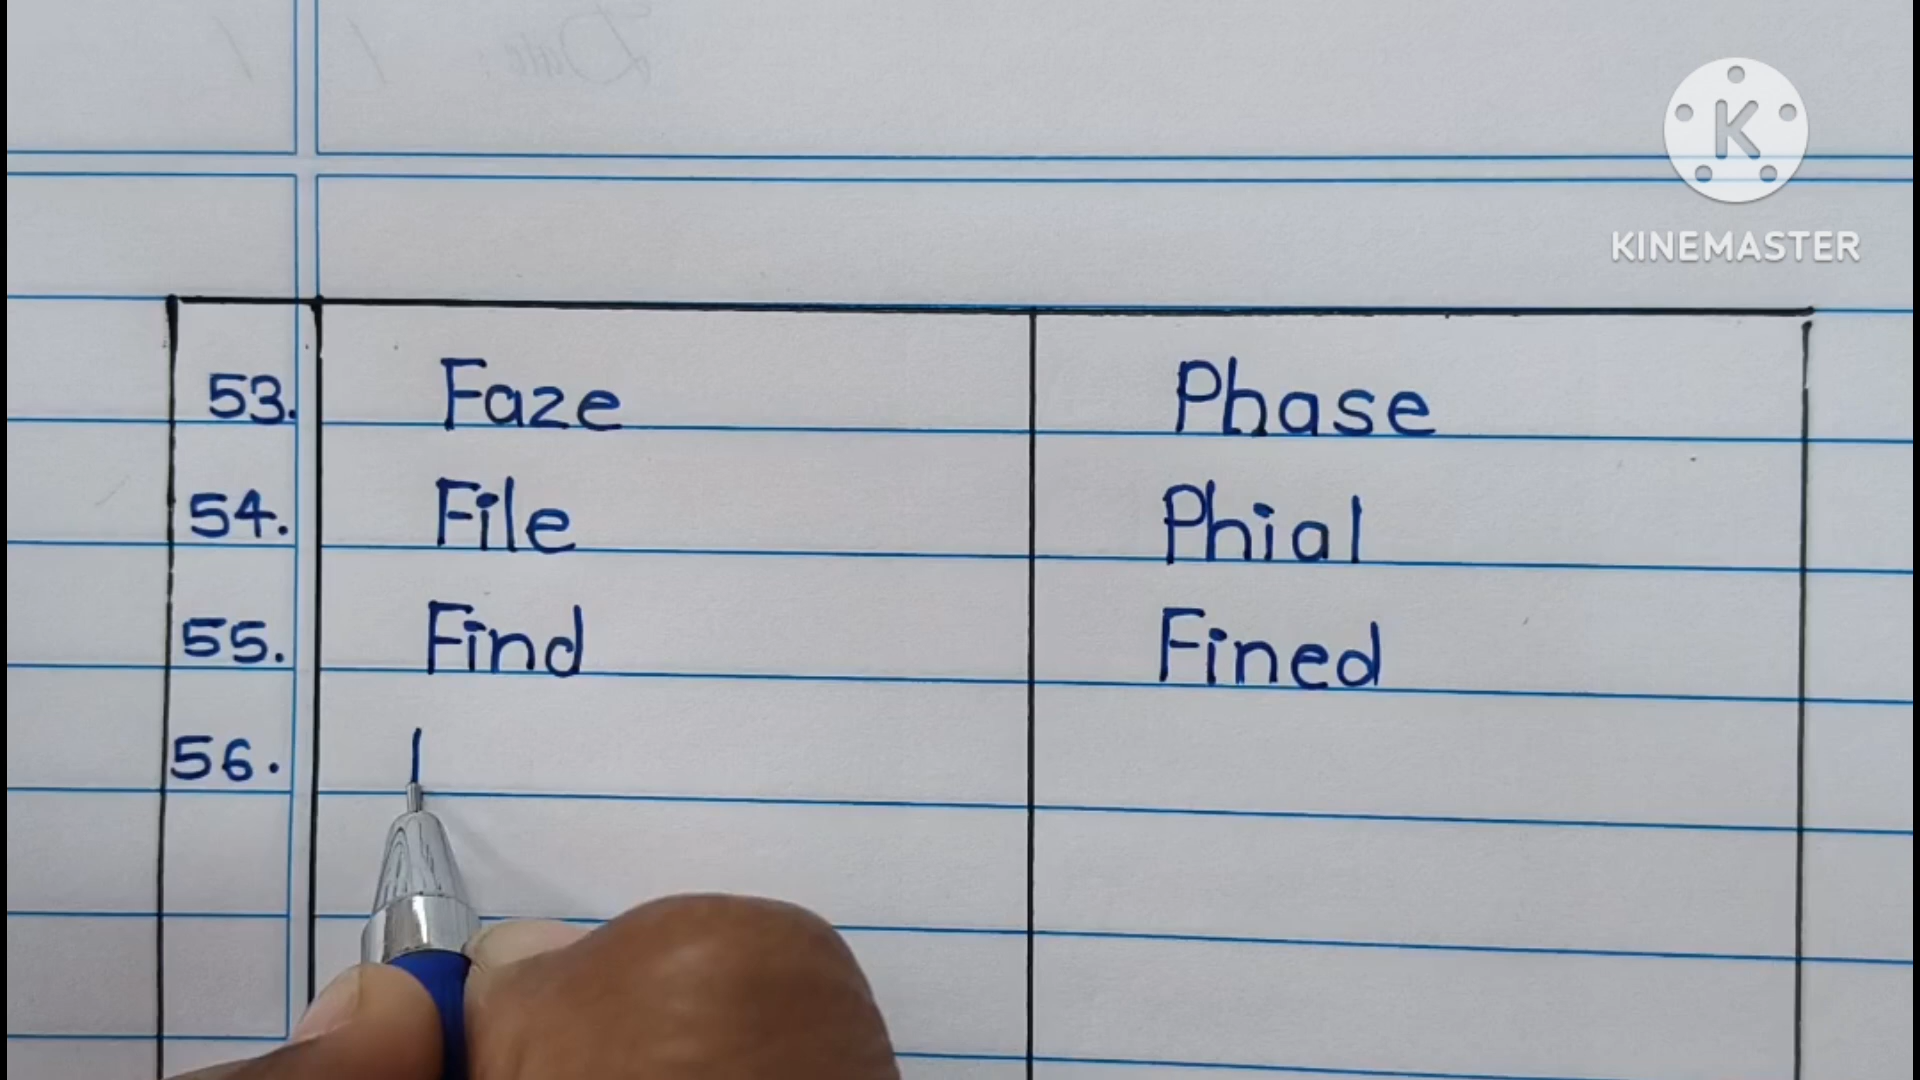 KINEMASTER
53. Faze Phase
54. File Phial
55. Find Fined
56.